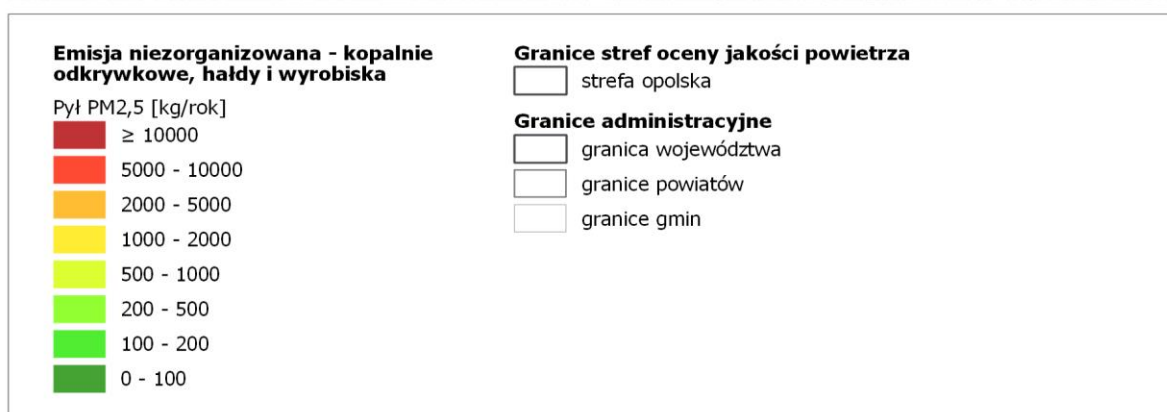 Emisja niezorganizowana - kopalnie
odkrywkowe, hałdy i wyrobiska
Pył PM2,5 [kg/rok]
≥ 10000
5000 - 10000
2000 - 5000
1000 - 2000
500 - 1000
200 - 500
100 - 200
0 - 100
Granice stref oceny jakości powietrza
strefa opolska
Granice administracyjne
granica województwa
granice powiatów
granice gmin